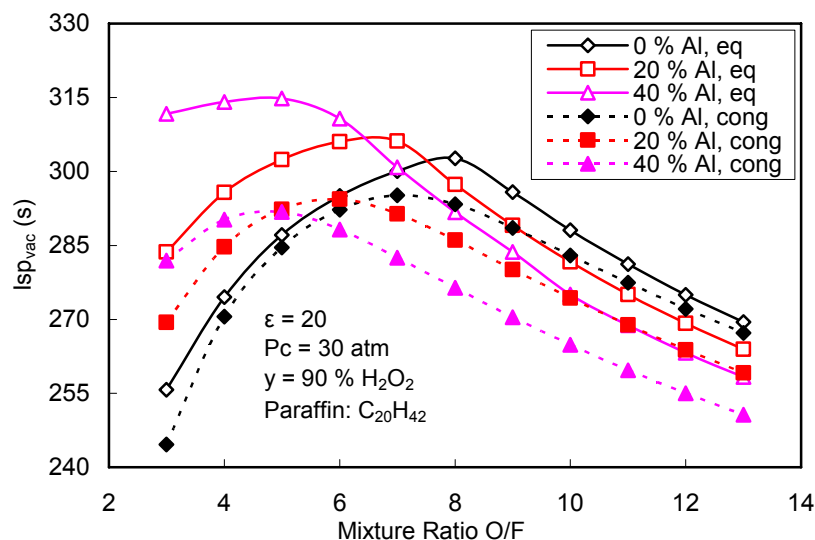 330
315
300
285
270
255
240
Isp_vac (s)
0 % Al, eq
20 % Al, eq
40 % Al, eq
0 % Al, cong
20 % Al, cong
40 % Al, cong
ε = 20
Pc = 30 atm
y = 90 % H₂O₂
Paraffin: C₂₀H₄₂
2 4 6 8 10 12 14
Mixture Ratio O/F